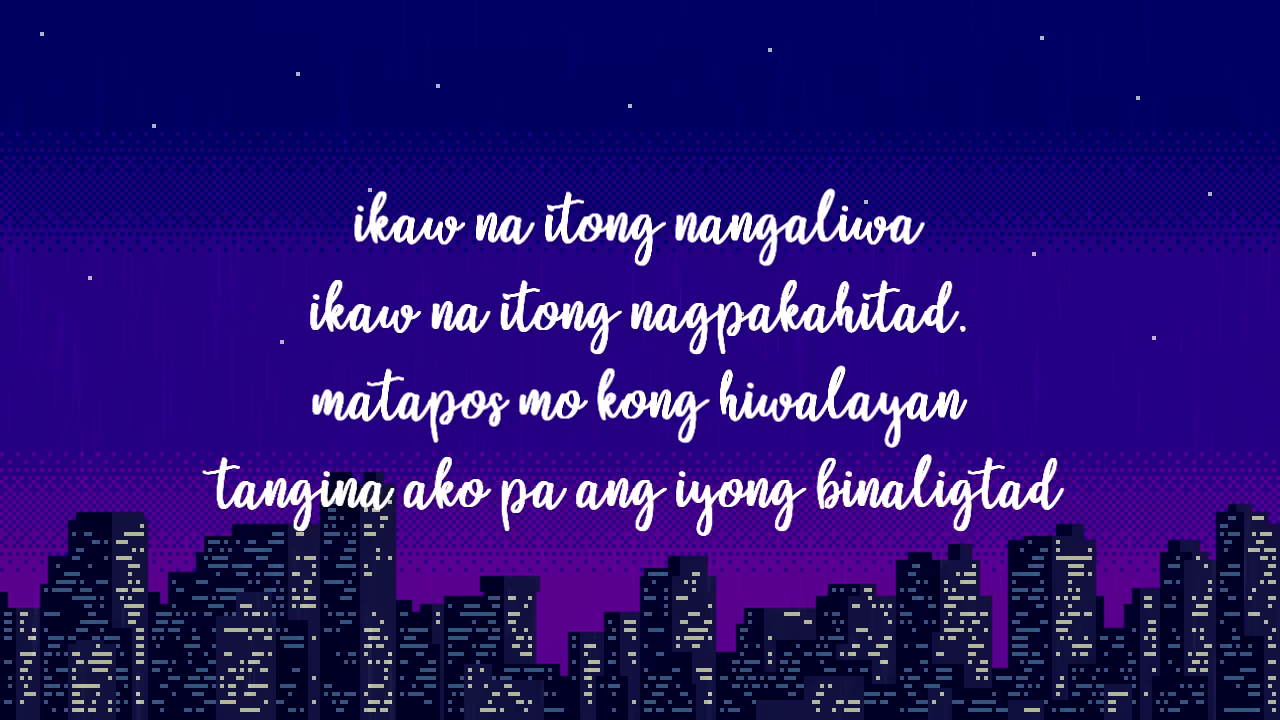 ikaw na itong nangaliwa
ikaw na itong nagpakahitad.
matapos mo kong hiwalayan
tangina ako pa ang iyong binaligtad